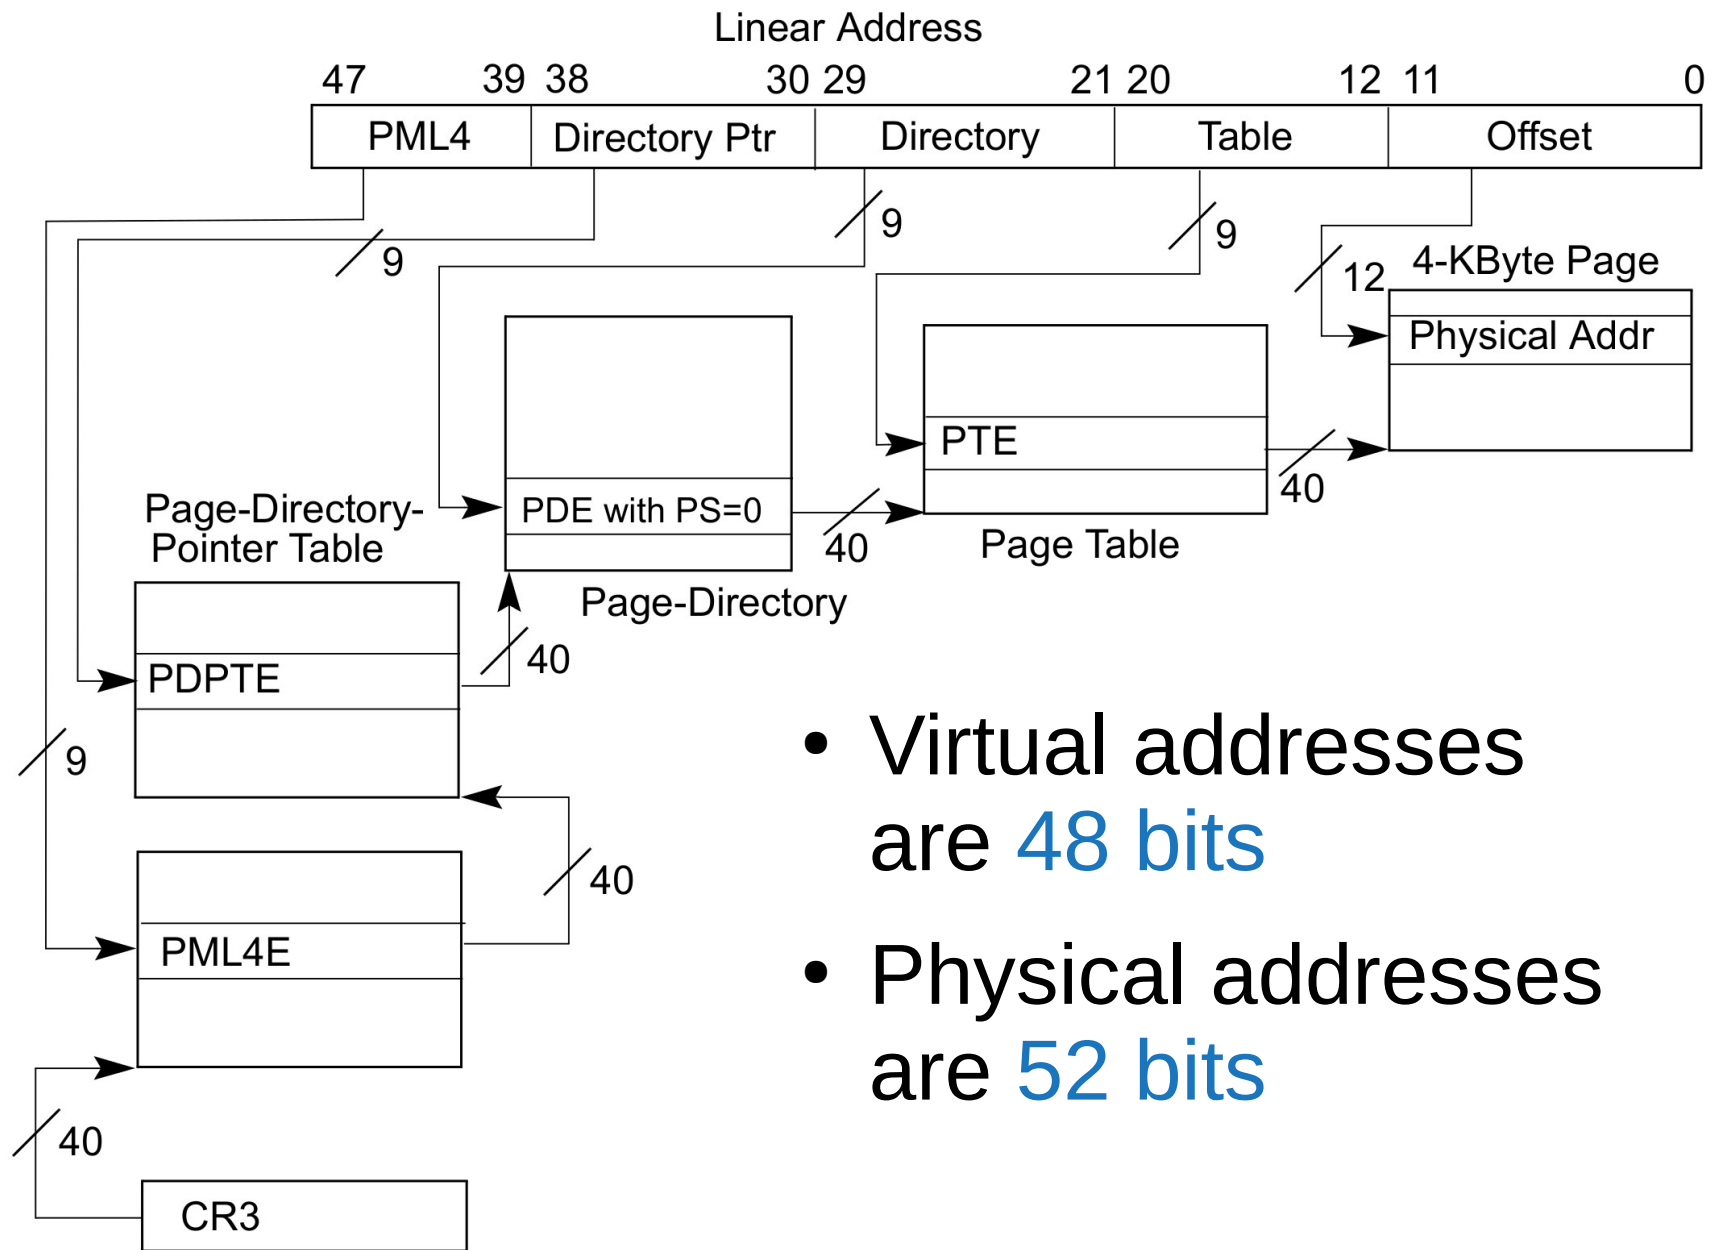 Linear Address
47 39 38 30 29 21 20 12 11 0
PML4 Directory Ptr Directory Table Offset
9
9
9
12
4-KByte Page
Physical Addr
PTE
40
Page Table
PDE with PS=0
40
Page-Directory
Page-Directory-
Pointer Table
PDPTE
40
9
PML4E
40
40
CR3
• Virtual addresses
are 48 bits
• Physical addresses
are 52 bits